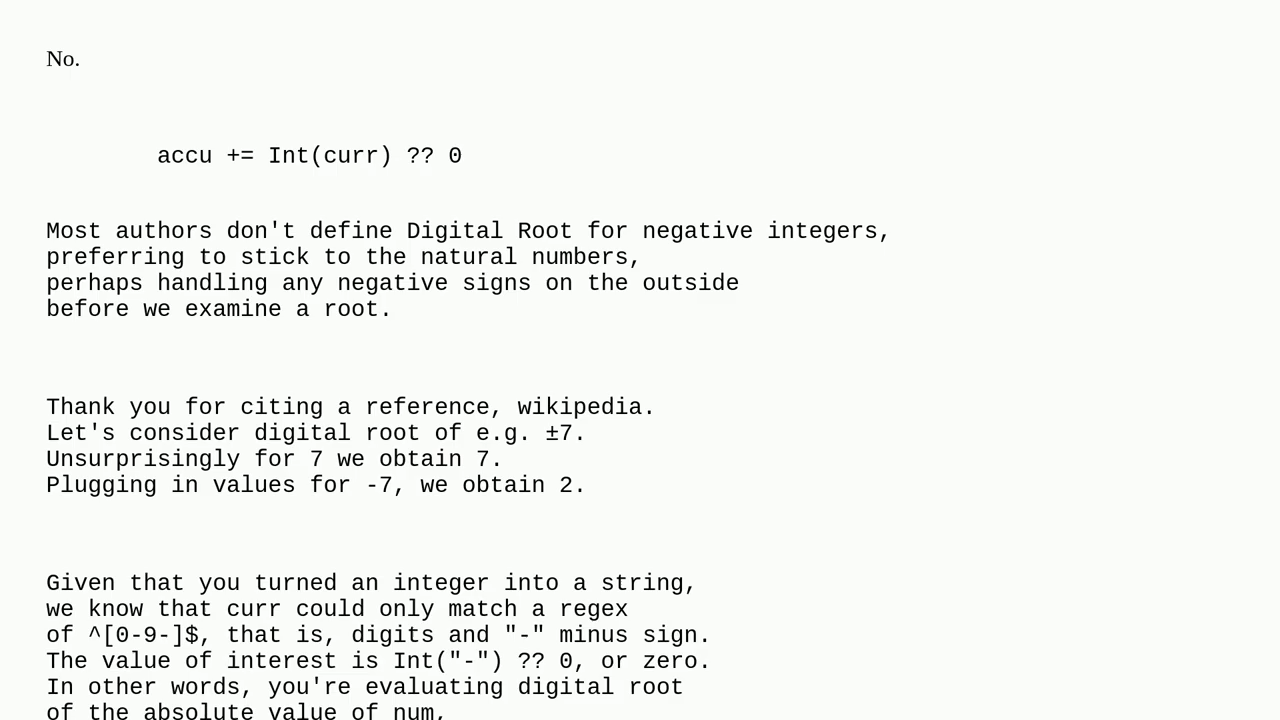 No.
accu += Int(curr) ?? 0
Most authors don't define Digital Root for negative integers,
preferring to stick to the natural numbers,
perhaps handling any negative signs on the outside
before we examine a root.
Thank you for citing a reference, wikipedia.
Let's consider digital root of e.g. ±7.
Unsurprisingly for 7 we obtain 7.
Plugging in values for -7, we obtain 2.
Given that you turned an integer into a string,
we know that curr could only match a regex
of ^[0-9-]$, that is, digits and "-" minus sign.
The value of interest is Int("-") ?? 0, or zero.
In other words, you're evaluating digital root
of the absolute value of num,